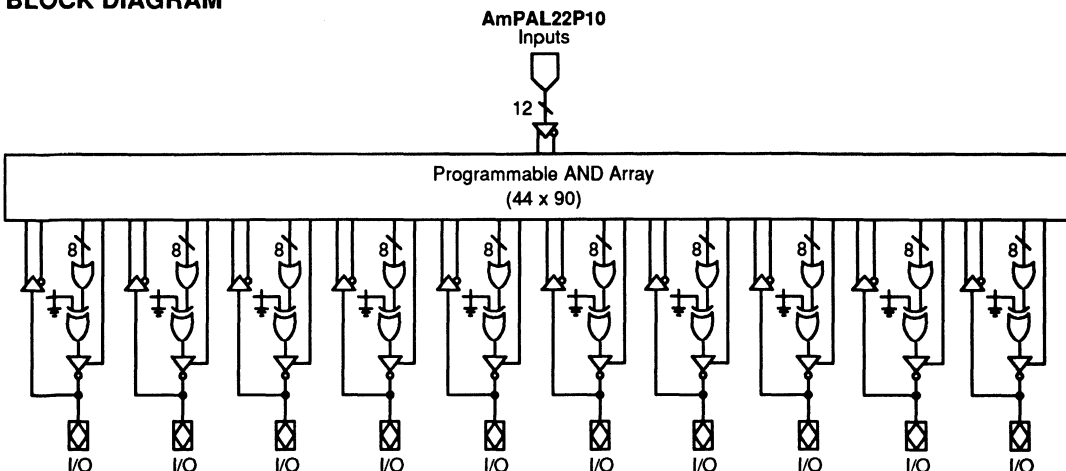 BLOCK DIAGRAM
AmPAL22P10
Inputs
12
Programmable AND Array
(44 x 90)
8 8 8 8 8 8 8 8 8 8
I/O I/O I/O I/O I/O I/O I/O I/O I/O I/O